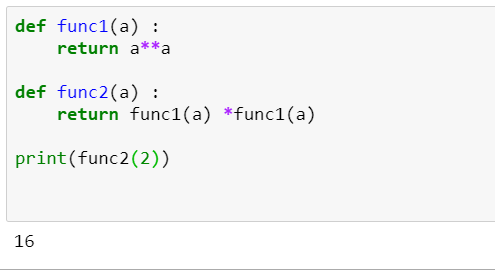 def func1(a) :
    return a**a
def func2(a) :
    return func1(a) *func1(a)
print(func2(2))
16